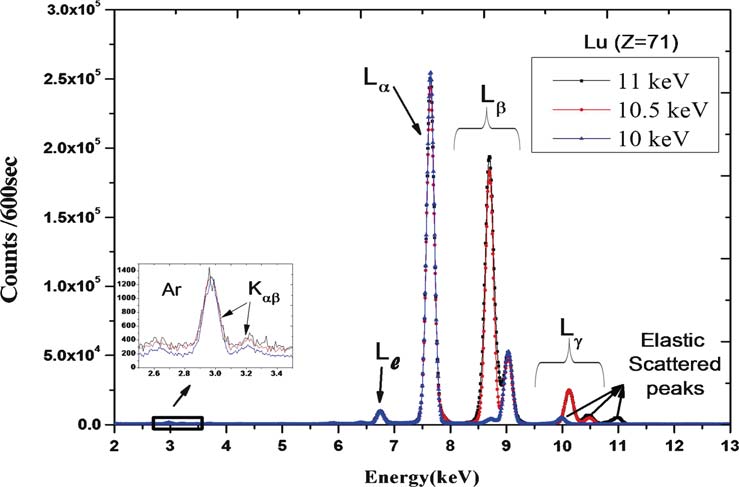 3.0x10⁵
2.5x10⁵
2.0x10⁵
1.5x10⁵
1.0x10⁵
5.0x10⁴
0.0
Counts /600sec
2 3 4 5 6 7 8 9 10 11 12 13
Energy(keV)
Lu (Z=71)
11 keV
10.5 keV
10 keV
Lα
Lβ
Lℓ
Lγ
Elastic
Scattered
peaks
Ar
Kαβ
1400
1200
1000
800
600
400
200
0
2.6 2.8 3.0 3.2 3.4